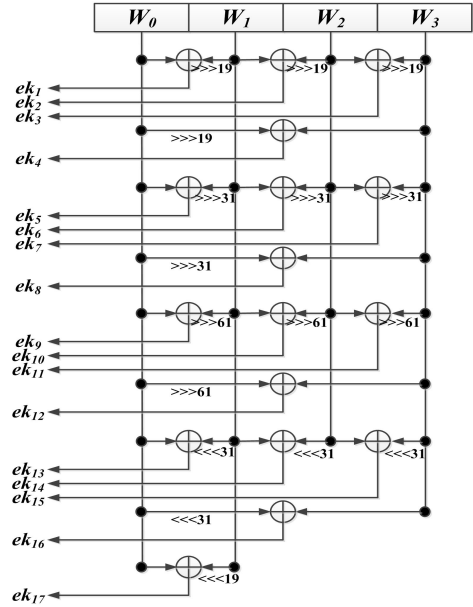 W0 W1 W2 W3
>>>19 >>>19 >>>19
ek1
ek2
ek3
>>>19
ek4
>>>31 >>>31 >>>31
ek5
ek6
ek7
>>>31
ek8
>>>61 >>>61 >>>61
ek9
ek10
ek11
>>>61
ek12
<<<31 <<<31 <<<31
ek13
ek14
ek15
<<<31
ek16
<<<19
ek17